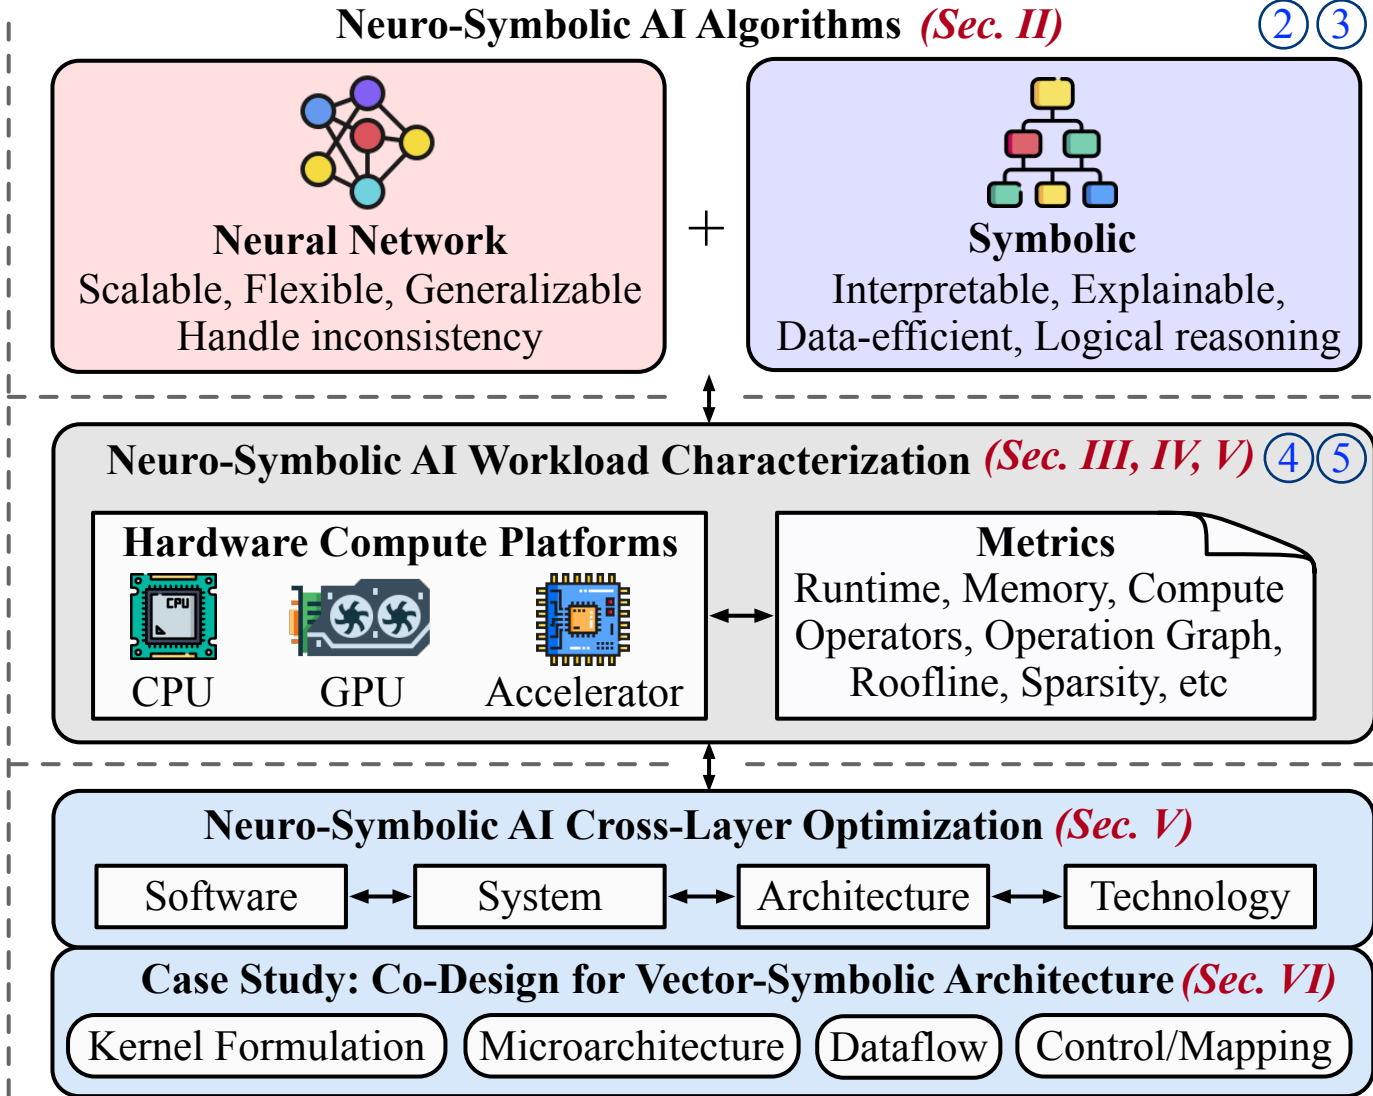 Neuro-Symbolic AI Algorithms (Sec. II) 2 3
Neural Network
Scalable, Flexible, Generalizable
Handle inconsistency
+
Symbolic
Interpretable, Explainable,
Data-efficient, Logical reasoning
Neuro-Symbolic AI Workload Characterization (Sec. III, IV, V) 4 5
Hardware Compute Platforms
CPU
CPU GPU Accelerator
Metrics
Runtime, Memory, Compute
Operators, Operation Graph,
Roofline, Sparsity, etc
Neuro-Symbolic AI Cross-Layer Optimization (Sec. V)
Software System Architecture Technology
Case Study: Co-Design for Vector-Symbolic Architecture (Sec. VI)
Kernel Formulation Microarchitecture Dataflow Control/Mapping